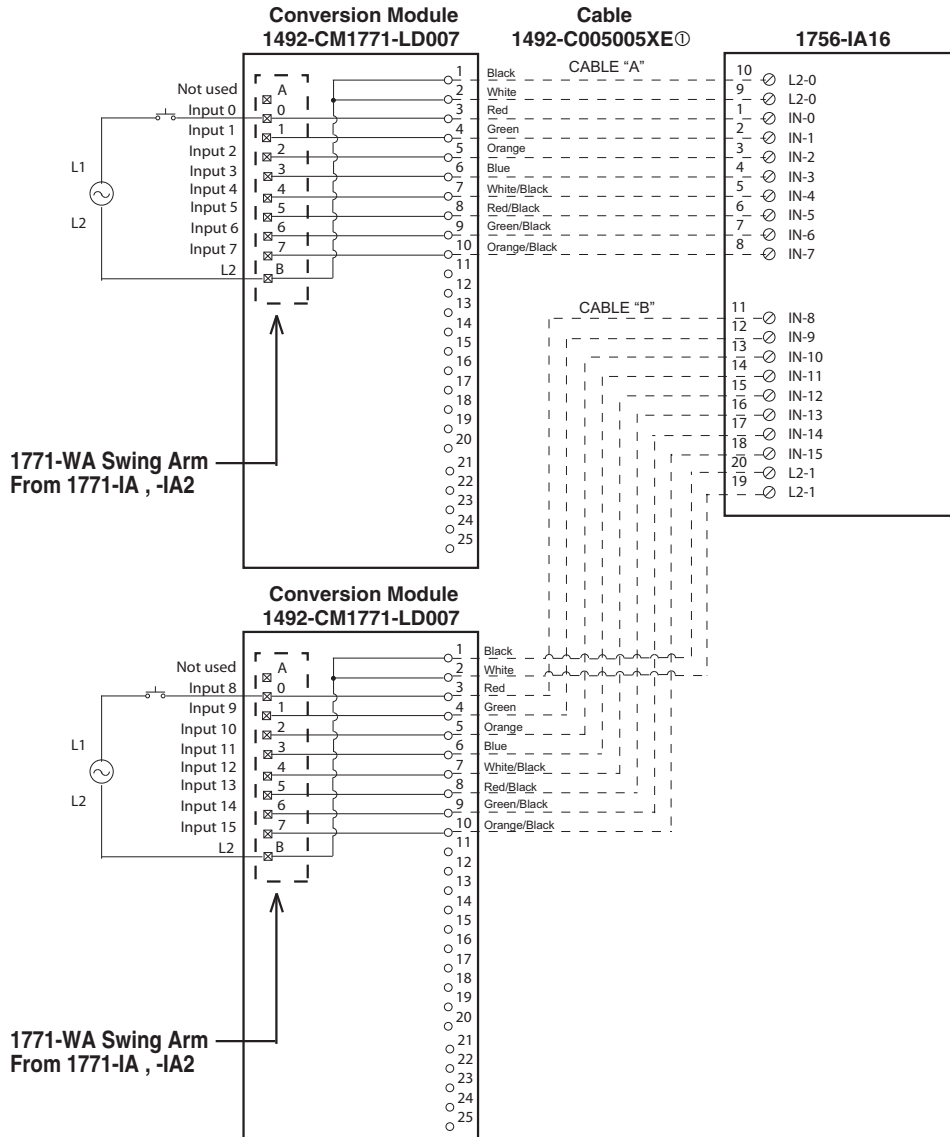 Conversion Module
1492-CM1771-LD007
Cable
1492-C005005XE①
1756-IA16
CABLE “A”
Not used A 1 Black 10 L2-0
Input 0 0 2 White 9 L2-0
Input 1 1 3 Red 1 IN-0
Input 2 2 4 Green 2 IN-1
Input 3 3 5 Orange 3 IN-2
Input 4 4 6 Blue 4 IN-3
Input 5 5 7 White/Black 5 IN-4
Input 6 6 8 Red/Black 6 IN-5
Input 7 7 9 Green/Black 7 IN-6
L2 B 10 Orange/Black 8 IN-7
L1
L2
11
12
13
14
15
16
17
18
19
20
21
22
23
24
25
CABLE “B”
11 IN-8
12 IN-9
13 IN-10
14 IN-11
15 IN-12
16 IN-13
17 IN-14
18 IN-15
20 L2-1
19 L2-1
1771-WA Swing Arm
From 1771-IA , -IA2
Conversion Module
1492-CM1771-LD007
Not used A 1 Black
Input 8 0 2 White
Input 9 1 3 Red
Input 10 2 4 Green
Input 11 3 5 Orange
Input 12 4 6 Blue
Input 13 5 7 White/Black
Input 14 6 8 Red/Black
Input 15 7 9 Green/Black
L2 B 10 Orange/Black
L1
L2
11
12
13
14
15
16
17
18
19
20
21
22
23
24
25
1771-WA Swing Arm
From 1771-IA , -IA2